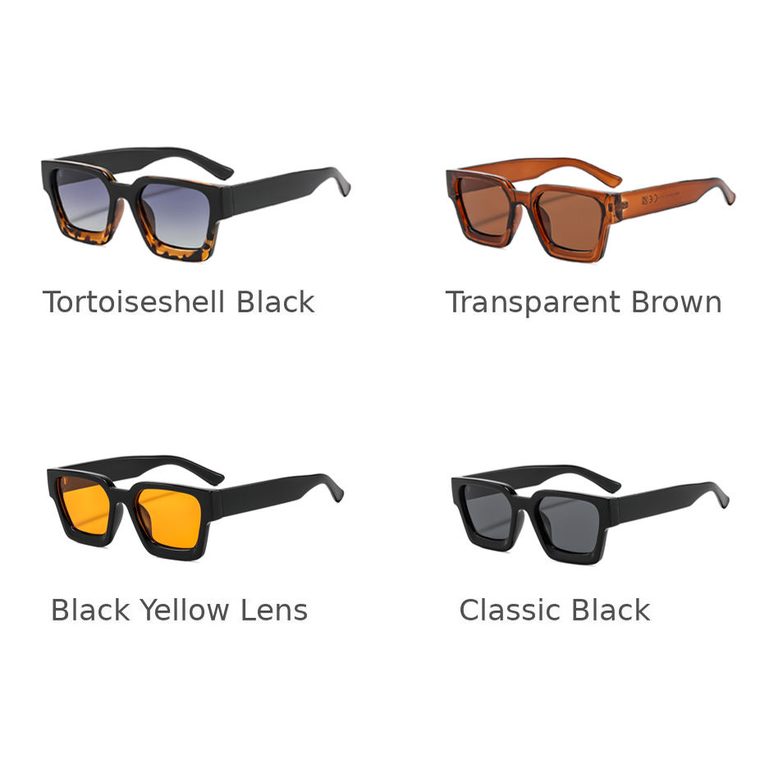 Tortoiseshell Black
Transparent Brown
Black Yellow Lens
Classic Black